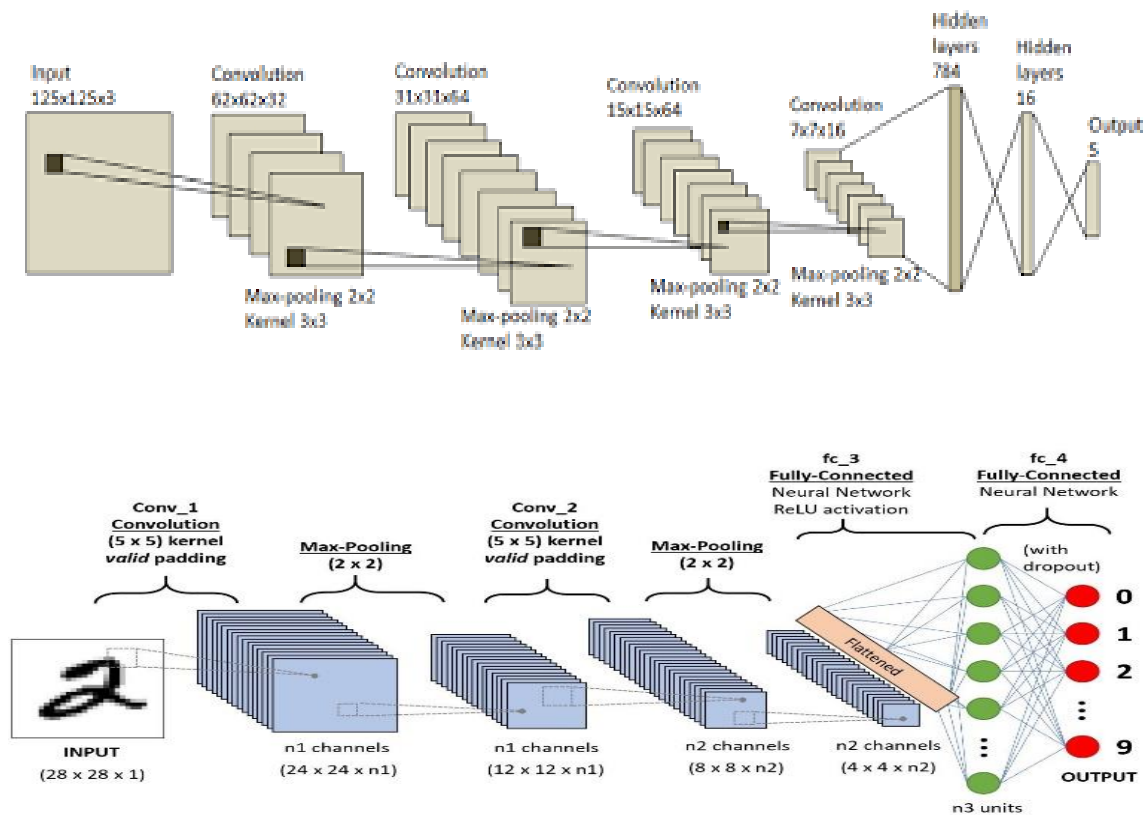 Input
125x125x3
Convolution
62x62x32
Convolution
31x31x64
Convolution
15x15x64
Convolution
7x7x16
Hidden
layers
784
Hidden
layers
16
Output
5
Max-pooling 2x2
Kernel 3x3
Max-pooling 2x2
Kernel 3x3
Max-pooling 2x2
Kernel 3x3
Max-pooling 2x2
Kernel 3x3
Conv_1
Convolution
(5 x 5) kernel
valid padding
Max-Pooling
(2 x 2)
Conv_2
Convolution
(5 x 5) kernel
valid padding
Max-Pooling
(2 x 2)
fc_3
Fully-Connected
Neural Network
ReLU activation
fc_4
Fully-Connected
Neural Network
(with
dropout)
2
Flattened
0
1
2
9
INPUT
(28 x 28 x 1)
n1 channels
(24 x 24 x n1)
n1 channels
(12 x 12 x n1)
n2 channels
(8 x 8 x n2)
n2 channels
(4 x 4 x n2)
n3 units
OUTPUT